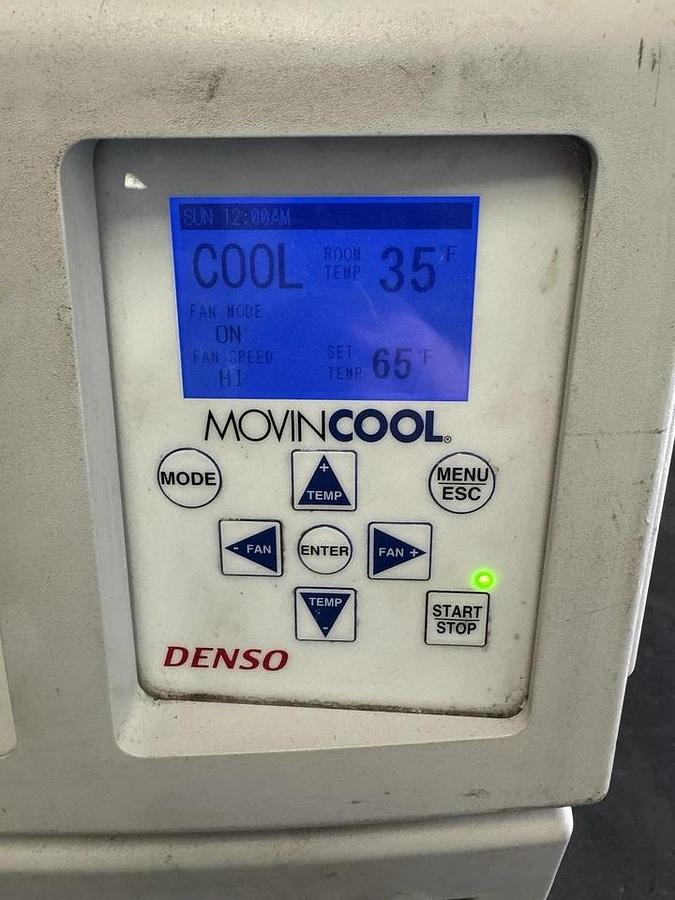 SUN 12:00AM
COOL ROOM TEMP 35°F
FAN MODE
ON
FAN SPEED
HI
SET TEMP 65°F
MOVINCOOL®
MODE
+ TEMP
MENU
ESC
- FAN
ENTER
FAN +
TEMP -
START
STOP
DENSO